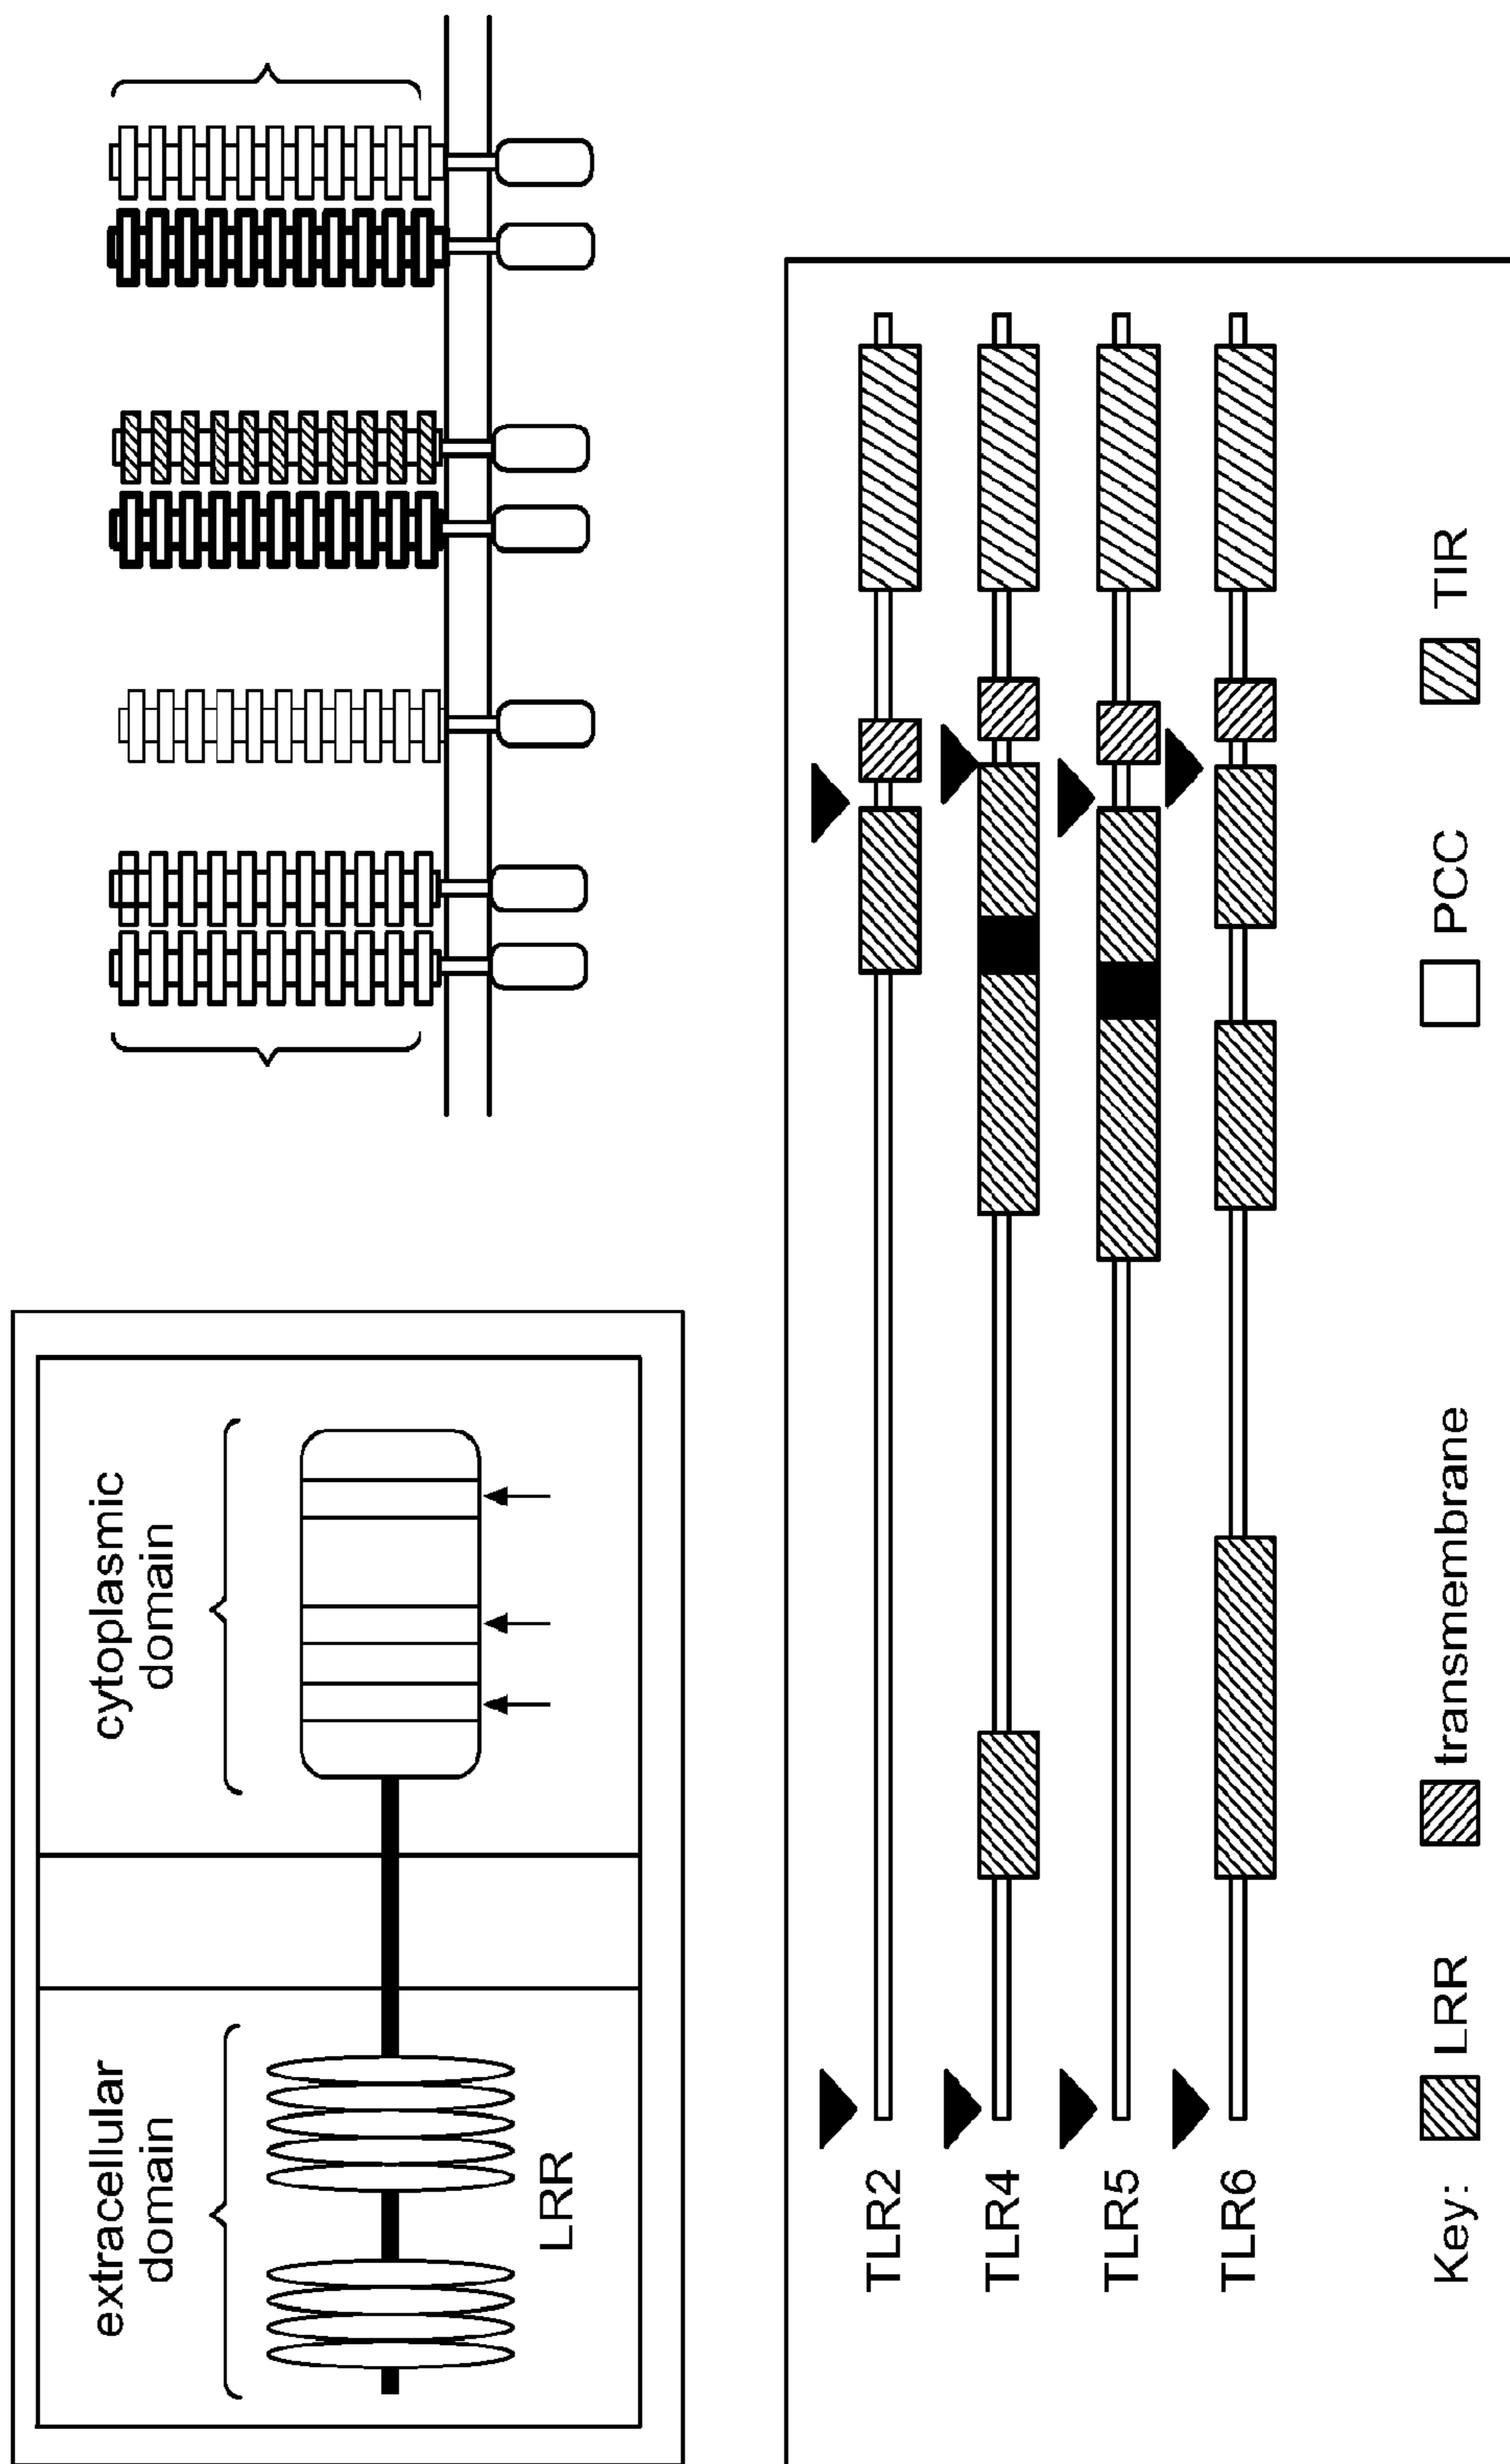 extracellular
domain
cytoplasmic
domain
LRR
TLR2
TLR4
TLR5
TLR6
Key: LRR transmembrane PCC TIR